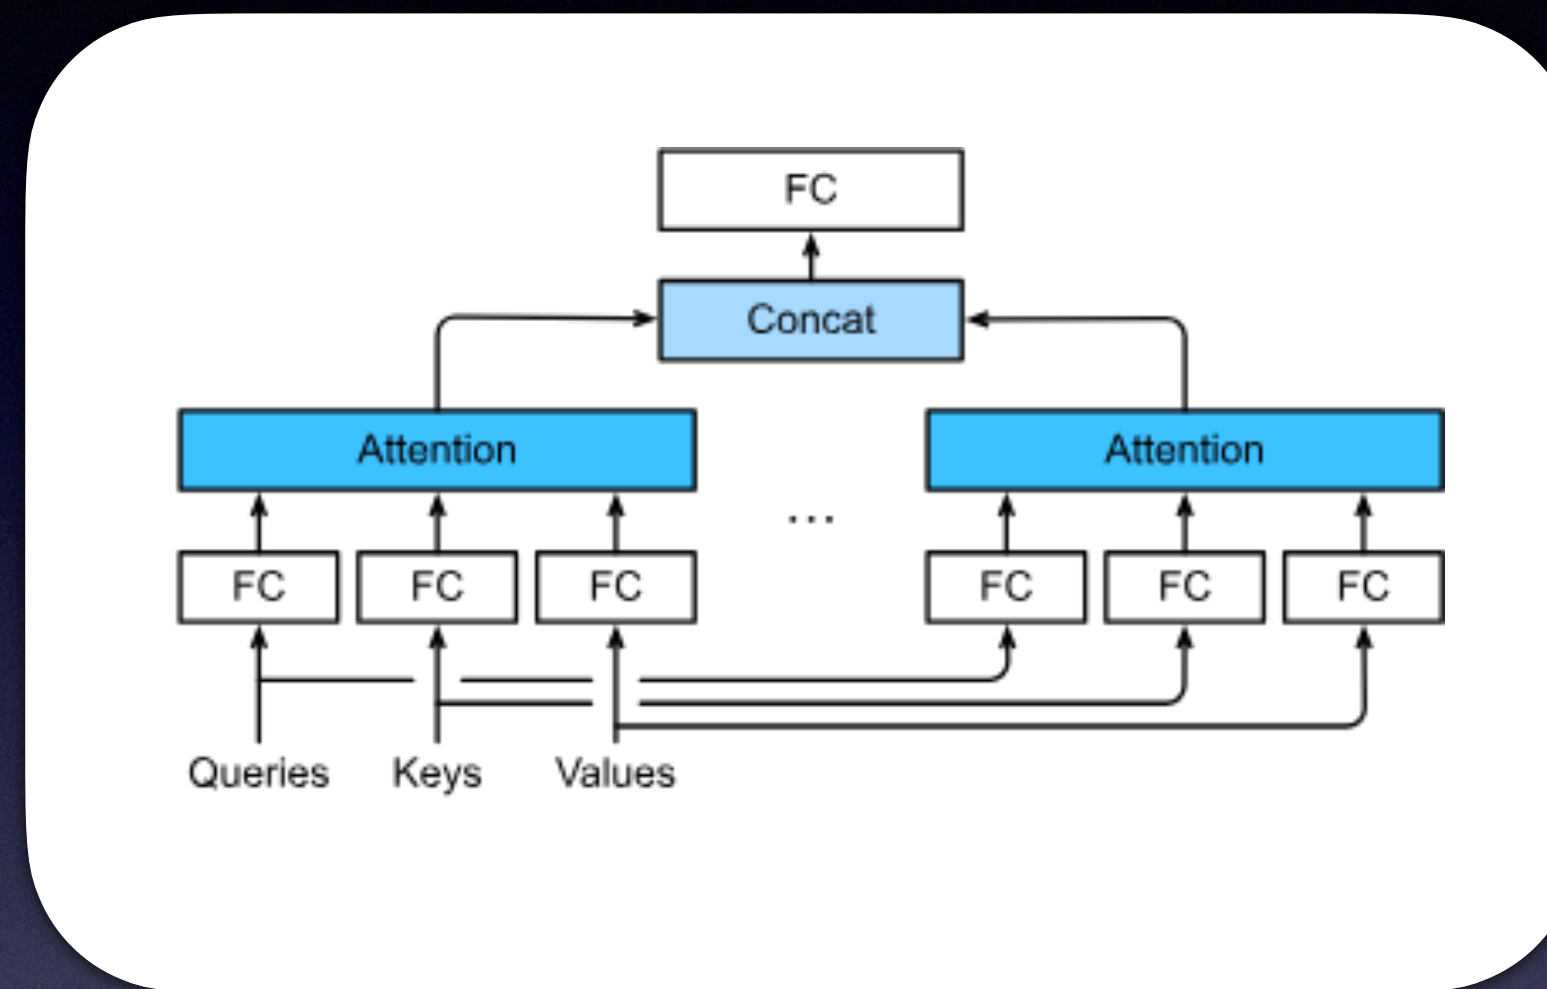 FC
Concat
Attention Attention
...
FC FC FC FC FC FC
Queries Keys Values